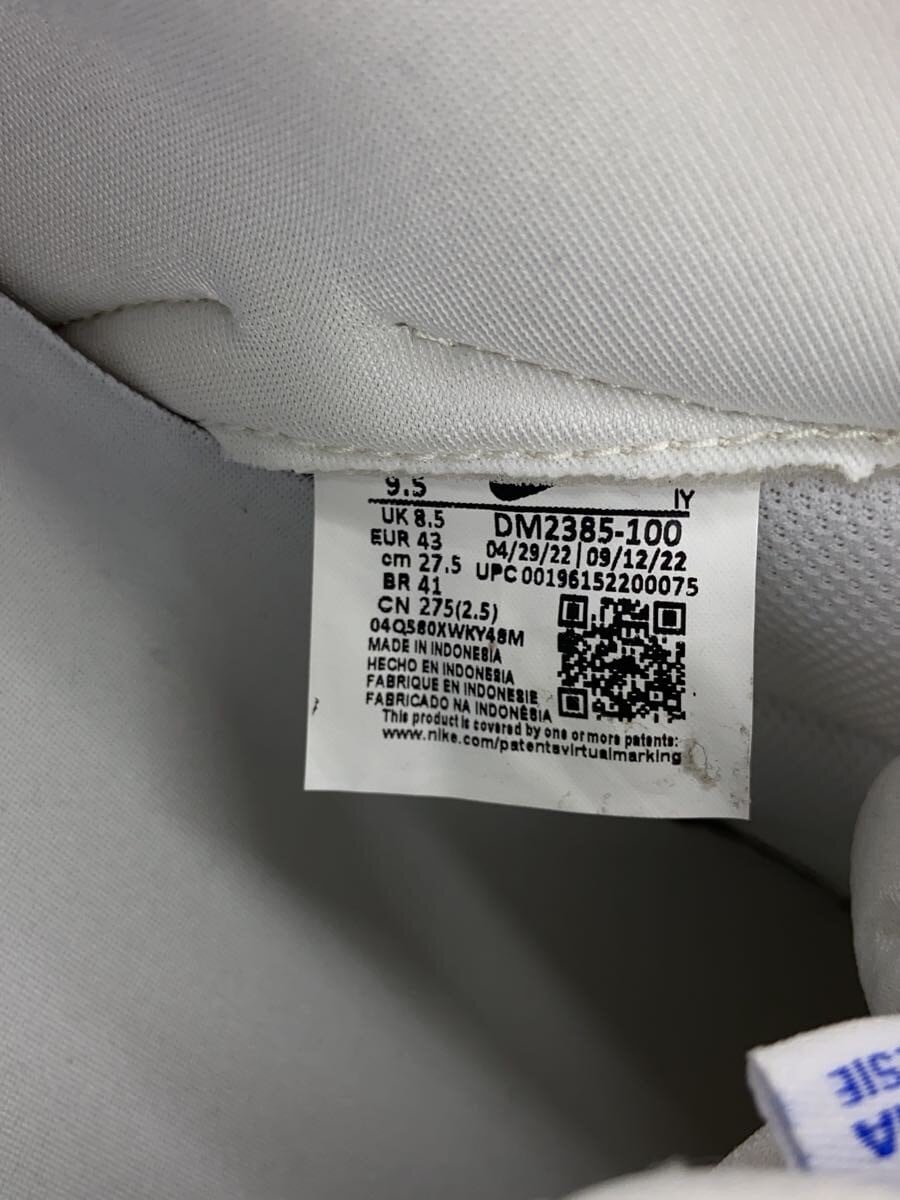 9.5
IY
UK 8.5
DM2385-100
EUR 43
04/29/22 | 09/12/22
cm 27.5
UPC 00196152200075
BR 41
CN 275(2.5)
04Q580XWKY48M
MADE IN INDONESIA
HECHO EN INDONESIA
FABRIQUE EN INDONESIE
FABRICADO NA INDONÉSIA
This product is covered by one or more patents:
www.nike.com/patentsvirtualmarking